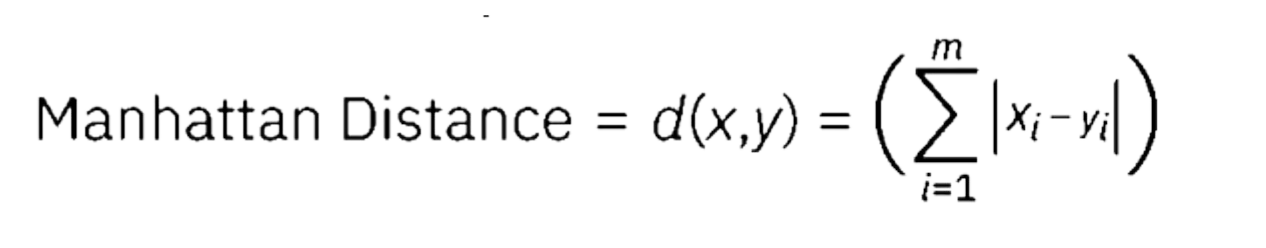 Manhattan Distance = d(x,y) = (∑_{i=1}^{m} |x_i - y_i|)